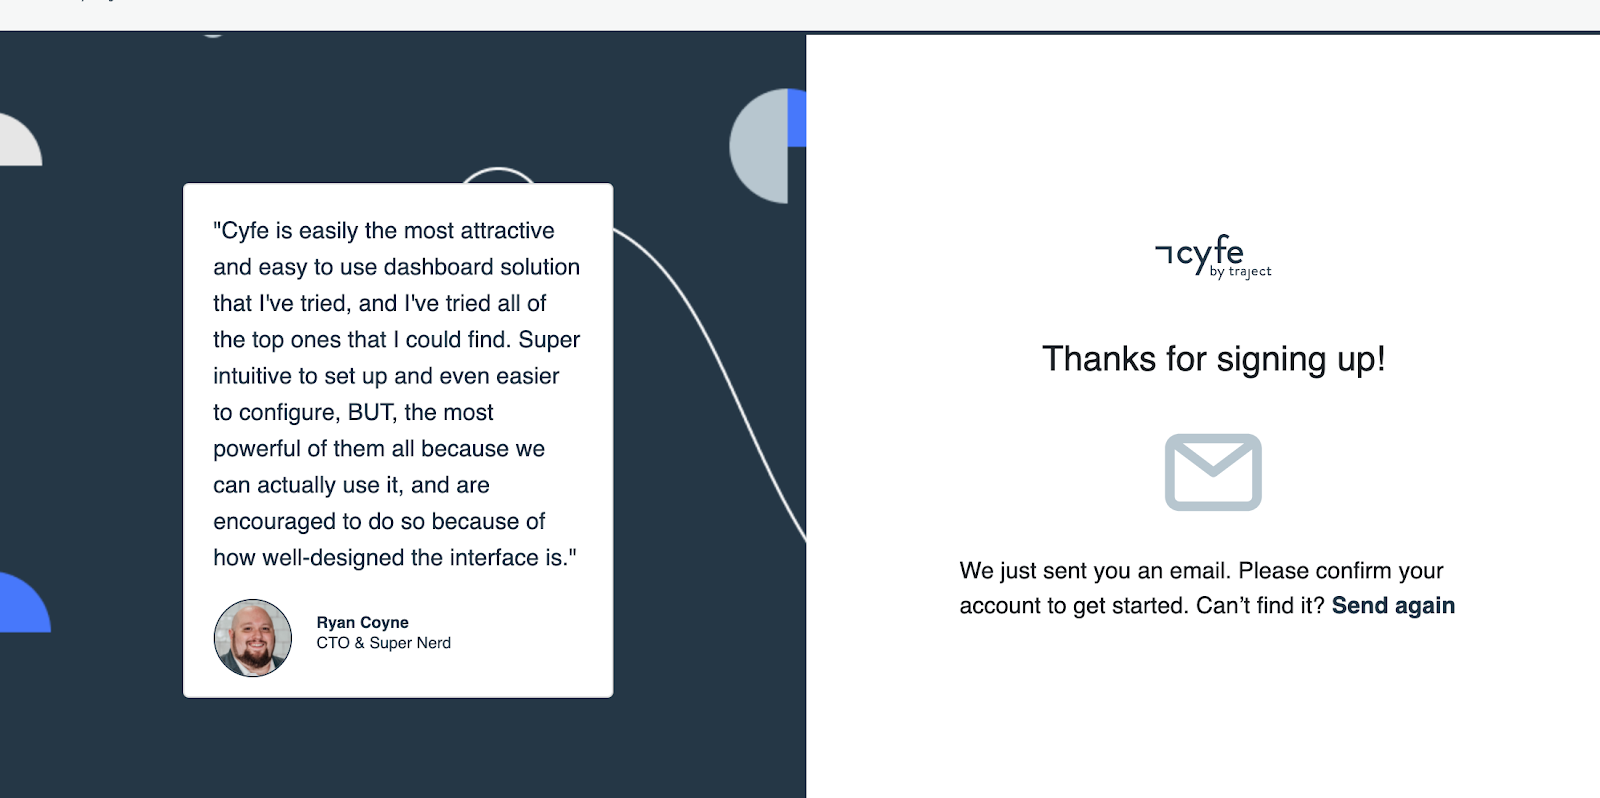 "Cyfe is easily the most attractive
and easy to use dashboard solution
that I've tried, and I've tried all of
the top ones that I could find. Super
intuitive to set up and even easier
to configure, BUT, the most
powerful of them all because we
can actually use it, and are
encouraged to do so because of
how well-designed the interface is."
Ryan Coyne
CTO & Super Nerd
cyfe
by traject
Thanks for signing up!
We just sent you an email. Please confirm your
account to get started. Can’t find it? Send again